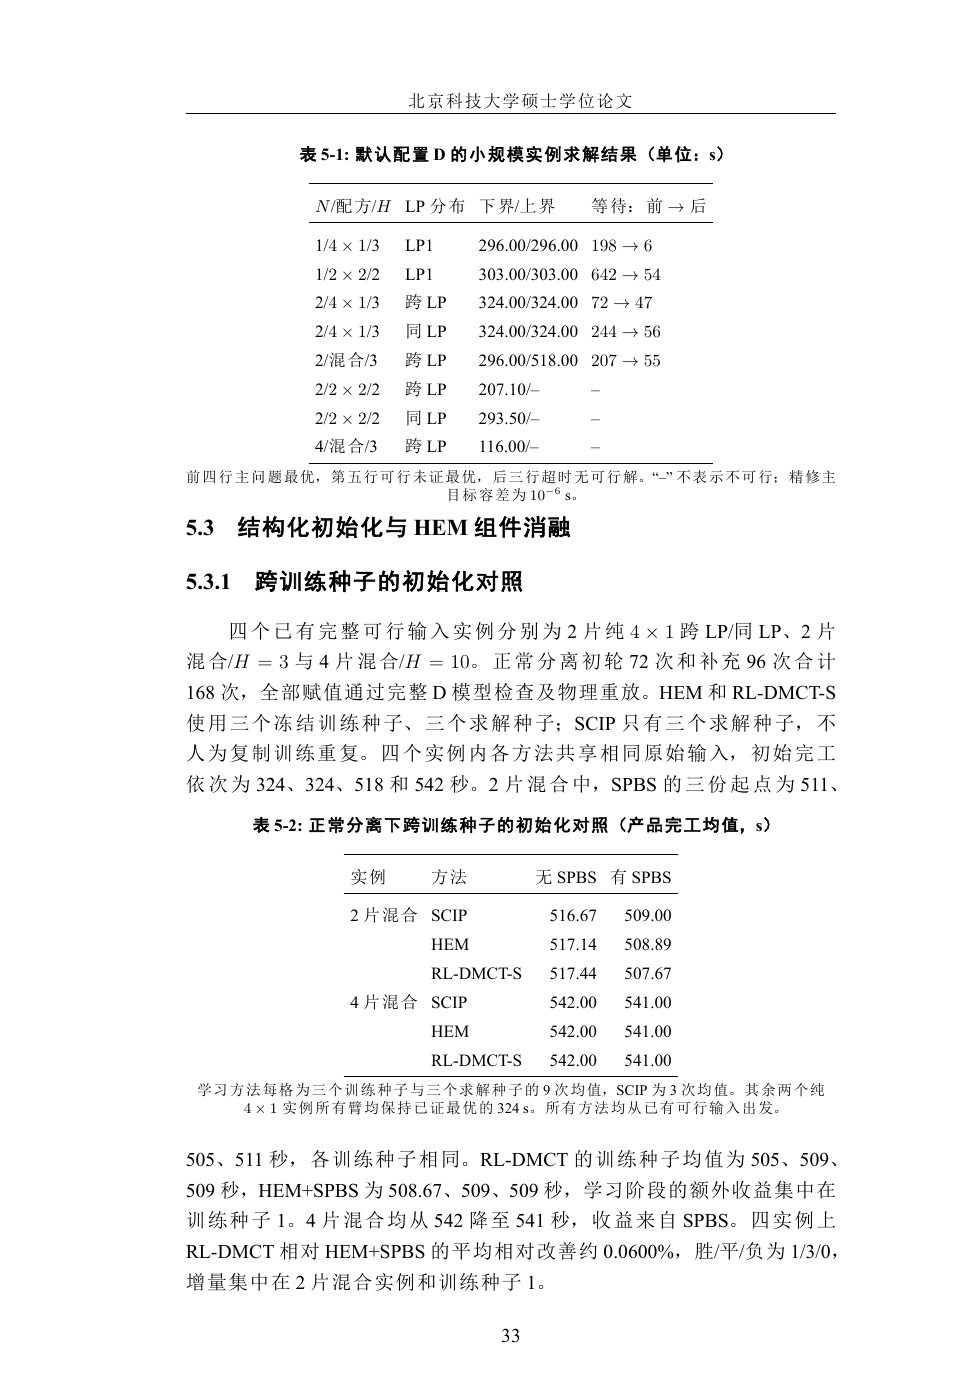 北京科技大学硕士学位论文
表 5-1: 默认配置 D 的小规模实例求解结果（单位：s）
N/配方/H LP 分布 下界/上界 等待：前 → 后
1/4 × 1/3 LP1 296.00/296.00 198 → 6
1/2 × 2/2 LP1 303.00/303.00 642 → 54
2/4 × 1/3 跨 LP 324.00/324.00 72 → 47
2/4 × 1/3 同 LP 324.00/324.00 244 → 56
2/混合/3 跨 LP 296.00/518.00 207 → 55
2/2 × 2/2 跨 LP 207.10/– –
2/2 × 2/2 同 LP 293.50/– –
4/混合/3 跨 LP 116.00/– –
前四行主问题最优，第五行可行未证最优，后三行超时无可行解。“–” 不表示不可行；精修主
目标容差为 10⁻⁶ s。
5.3 结构化初始化与 HEM 组件消融
5.3.1 跨训练种子的初始化对照
四个已有完整可行输入实例分别为 2 片纯 4 × 1 跨 LP/同 LP、2 片
混合/H = 3 与 4 片混合/H = 10。正常分离初轮 72 次和补充 96 次合计
168 次，全部赋值通过完整 D 模型检查及物理重放。HEM 和 RL-DMCT-S
使用三个冻结训练种子、三个求解种子；SCIP 只有三个求解种子，不
人为复制训练重复。四个实例内各方法共享相同原始输入，初始完工
依次为 324、324、518 和 542 秒。2 片混合中，SPBS 的三份起点为 511、
表 5-2: 正常分离下跨训练种子的初始化对照（产品完工均值，s）
实例 方法 无 SPBS 有 SPBS
2 片混合 SCIP 516.67 509.00
HEM 517.14 508.89
RL-DMCT-S 517.44 507.67
4 片混合 SCIP 542.00 541.00
HEM 542.00 541.00
RL-DMCT-S 542.00 541.00
学习方法每格为三个训练种子与三个求解种子的 9 次均值，SCIP 为 3 次均值。其余两个纯
4 × 1 实例所有臂均保持已证最优的 324 s。所有方法均从已有可行输入出发。
505、511 秒，各训练种子相同。RL-DMCT 的训练种子均值为 505、509、
509 秒，HEM+SPBS 为 508.67、509、509 秒，学习阶段的额外收益集中在
训练种子 1。4 片混合均从 542 降至 541 秒，收益来自 SPBS。四实例上
RL-DMCT 相对 HEM+SPBS 的平均相对改善约 0.0600%，胜/平/负为 1/3/0，
增量集中在 2 片混合实例和训练种子 1。
33